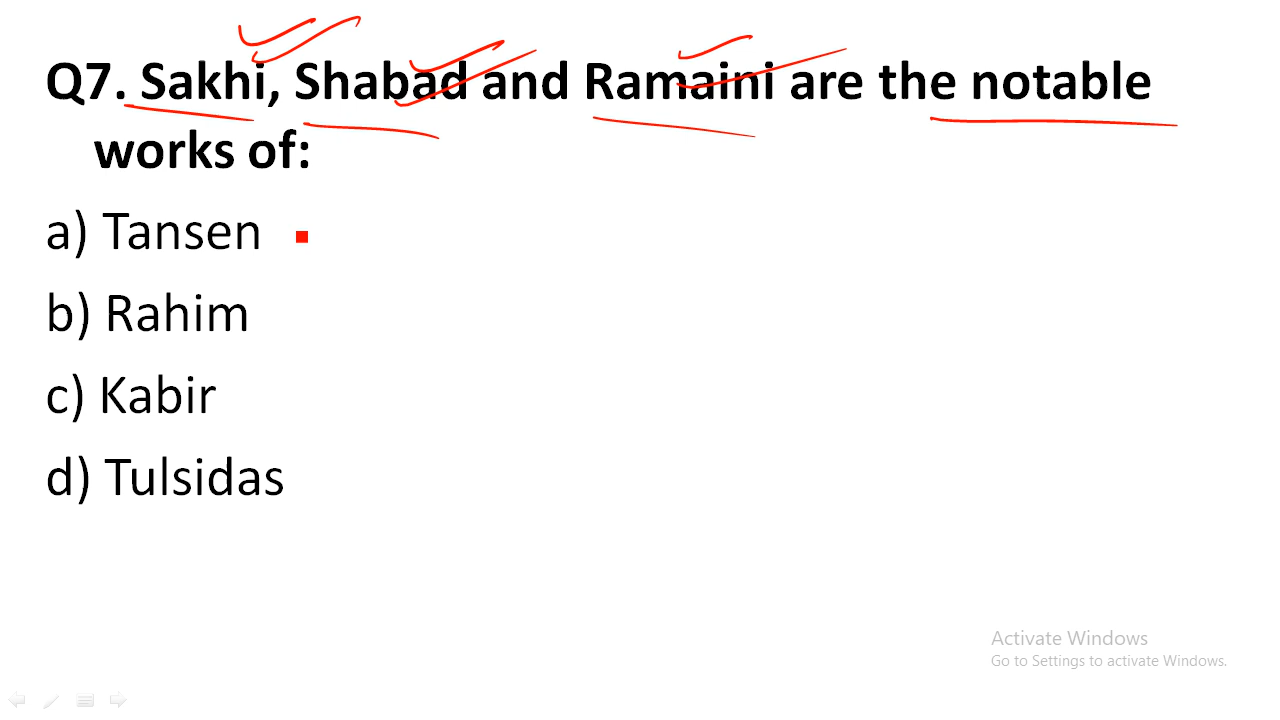 Q7. Sakhi, Shabad and Ramaini are the notable
works of:
a) Tansen
b) Rahim
c) Kabir
d) Tulsidas
Activate Windows
Go to Settings to activate Windows.